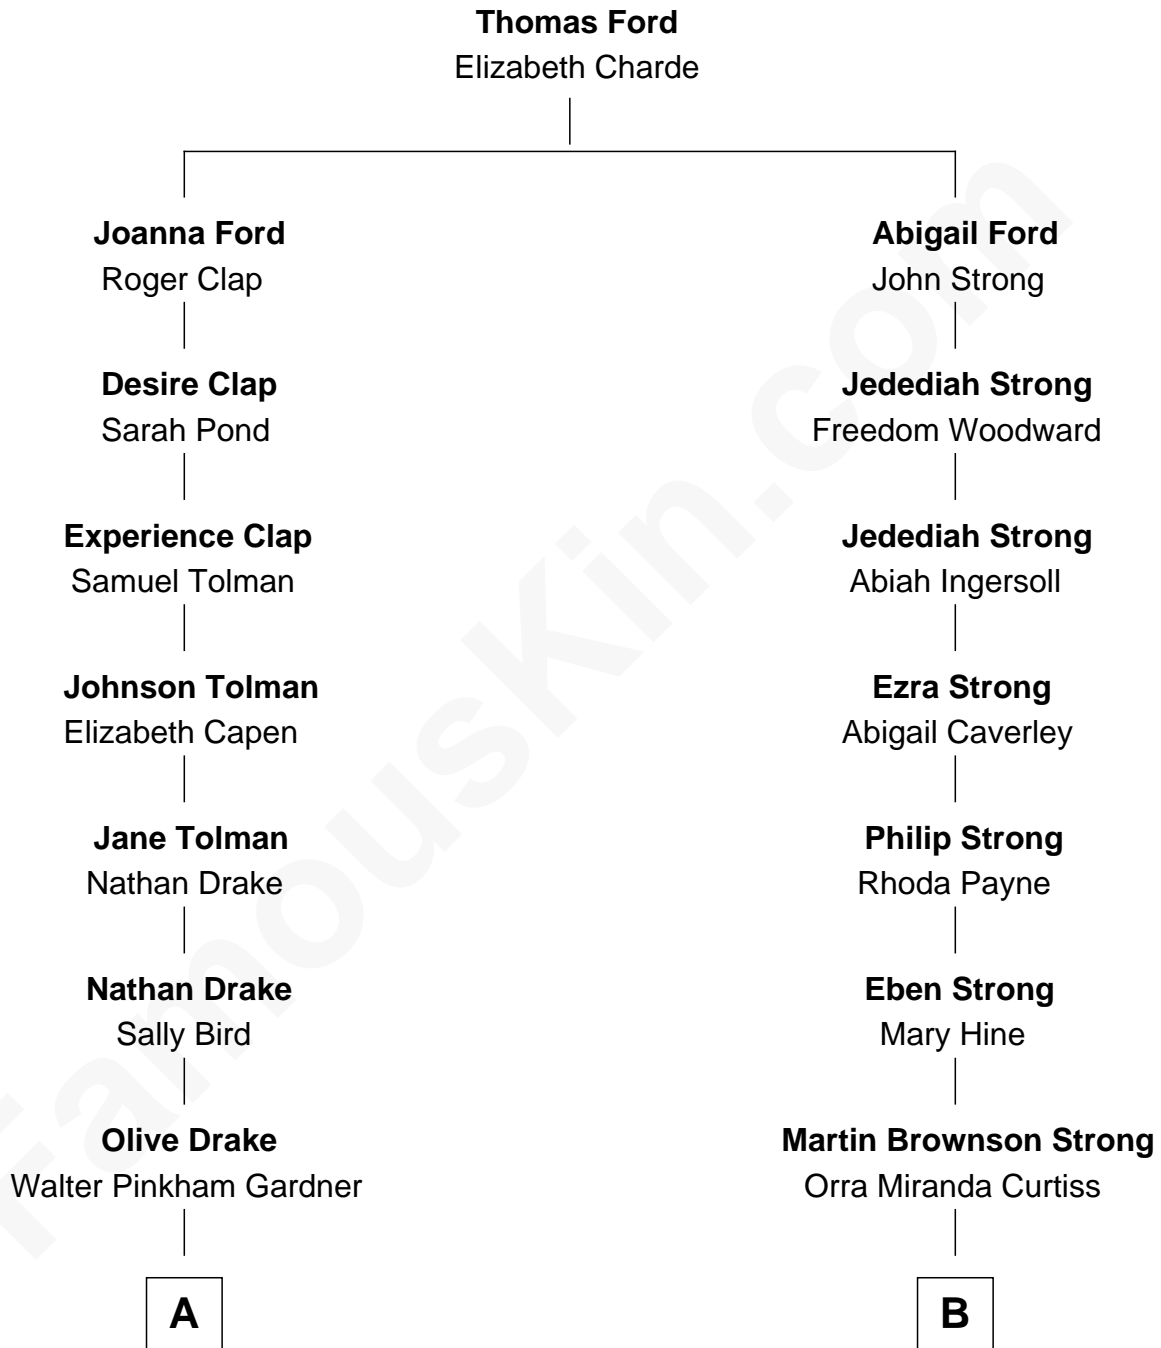 Thomas Ford
Elizabeth Charde
Joanna Ford
Roger Clap
Abigail Ford
John Strong
Desire Clap
Sarah Pond
Jedediah Strong
Freedom Woodward
Experience Clap
Samuel Tolman
Jedediah Strong
Abiah Ingersoll
Johnson Tolman
Elizabeth Capen
Ezra Strong
Abigail Caverley
Jane Tolman
Nathan Drake
Philip Strong
Rhoda Payne
Nathan Drake
Sally Bird
Eben Strong
Mary Hine
Olive Drake
Walter Pinkham Gardner
Martin Brownson Strong
Orra Miranda Curtiss
A
B
FamousKin.com